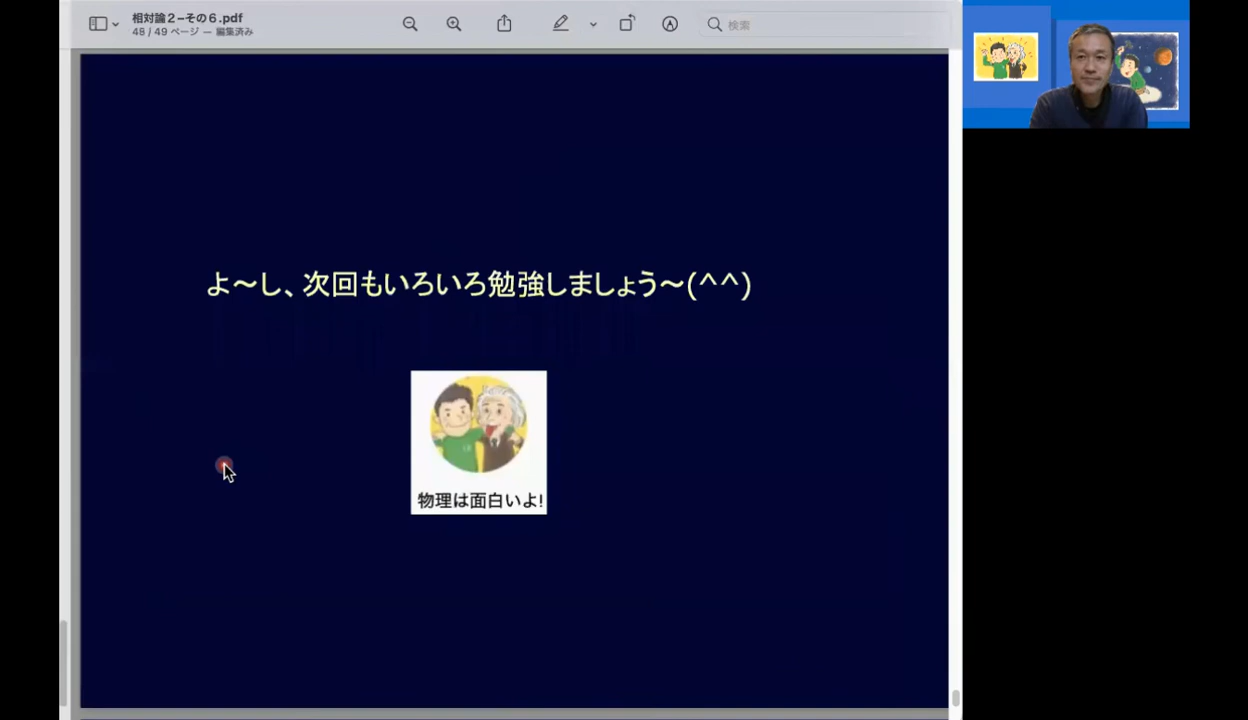 相対論２−その６.pdf
48 / 49 ページ — 編集済み
検索
よ〜し、次回もいろいろ勉強しましょう〜(^^)
物理は面白いよ!